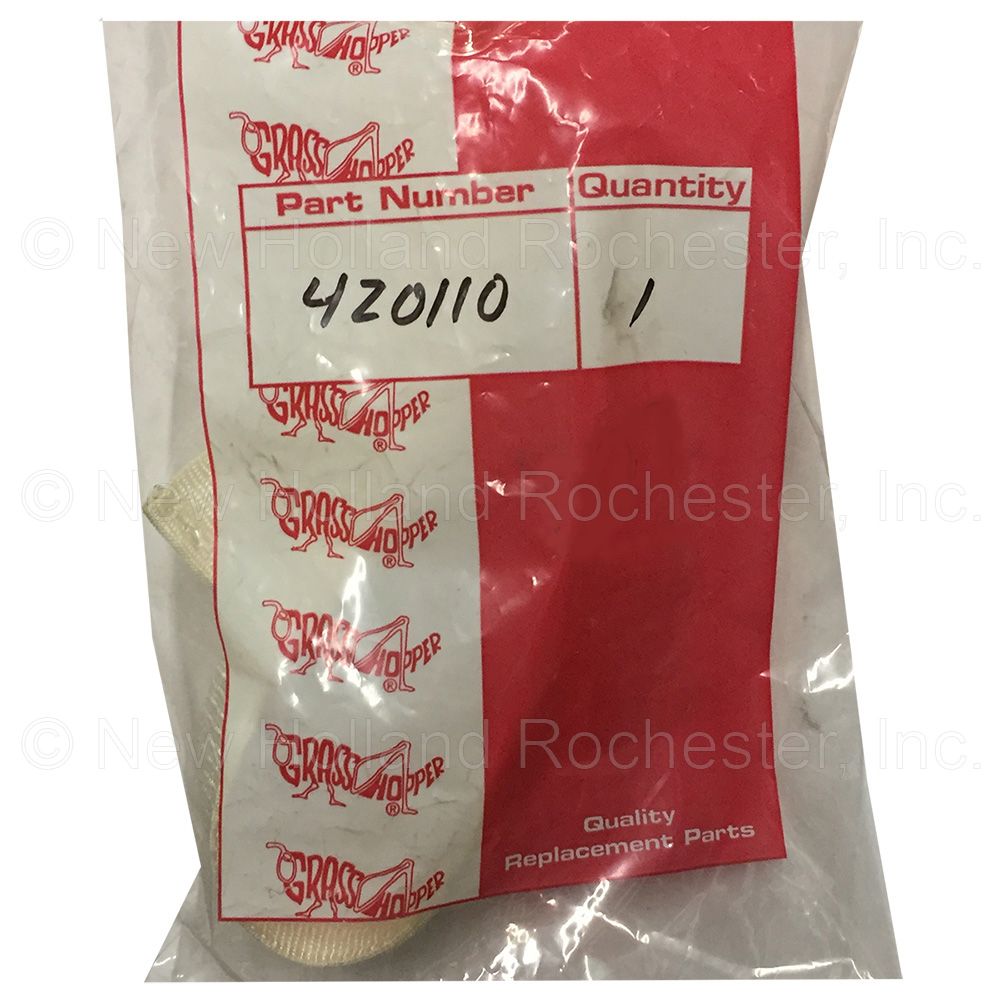 GRASSHOPPER®
GRASSHOPPER
Part Number Quantity
© New Holland Rochester, Inc.
420110 1
GRASSHOPPER®
© New Holland Rochester, Inc.
GRASSHOPPER®
GRASSHOPPER®
© New Holland Rochester, Inc.
GRASSHOPPER®
Quality
Replacement Parts
GRASSHOPPER